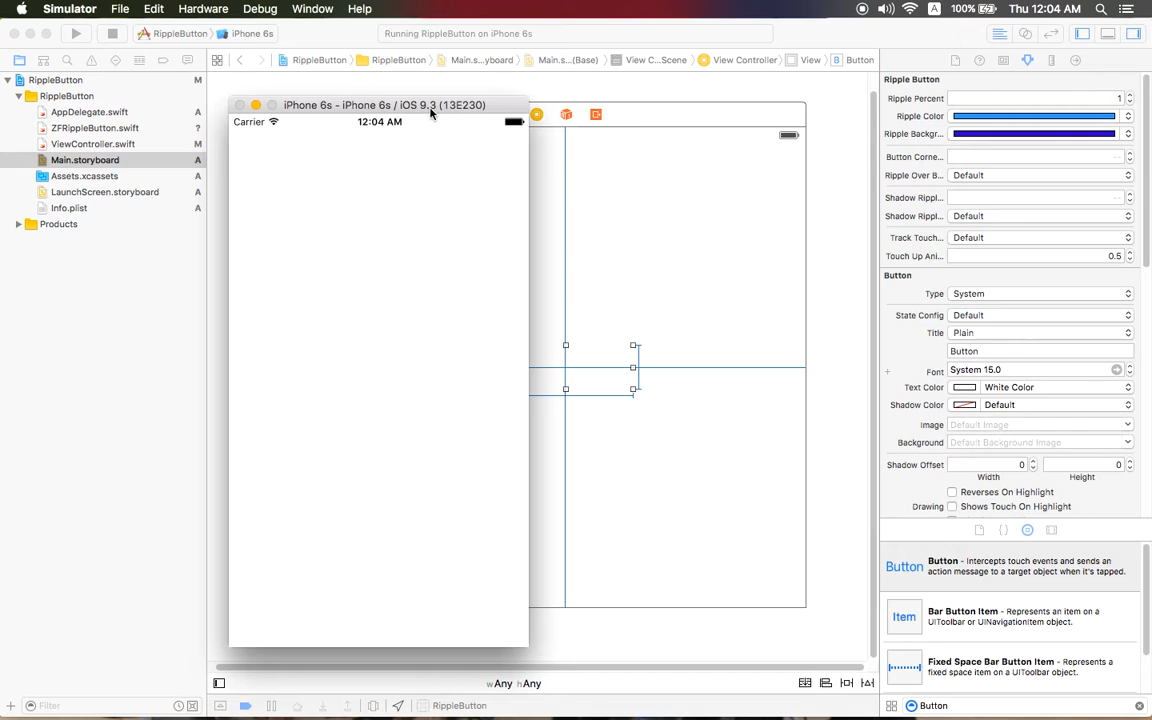 Simulator File Edit Hardware Debug Window Help 100% Thu 12:04 AM
RippleButton iPhone 6s Running RippleButton on iPhone 6s
RippleButton RippleButton Main.s...yboard Main.s...(Base) View C...Scene View Controller View Button
RippleButton M
RippleButton
AppDelegate.swift A
ZFRippleButton.swift ?
ViewController.swift M
Main.storyboard A
Assets.xcassets A
LaunchScreen.storyboard A
Info.plist A
Products
iPhone 6s - iPhone 6s / iOS 9.3 (13E230)
Carrier 12:04 AM
Ripple Button
Ripple Percent 1
Ripple Color
Ripple Backgr...
Button Corne...
Ripple Over B... Default
Shadow Rippl...
Shadow Rippl... Default
Track Touch... Default
Touch Up Ani... 0.5
Button
Type System
State Config Default
Title Plain
Button
Font System 15.0
Text Color White Color
Shadow Color Default
Image Default Image
Background Default Background Image
Shadow Offset 0 0
Width Height
Reverses On Highlight
Drawing Shows Touch On Highlight
Button Button - Intercepts touch events and sends an
action message to a target object when it's tapped.
Item Bar Button Item - Represents an item on a
UIToolbar or UINavigationItem object.
Fixed Space Bar Button Item - Represents a
fixed space item on a UIToolbar object.
wAny hAny
Filter RippleButton Button